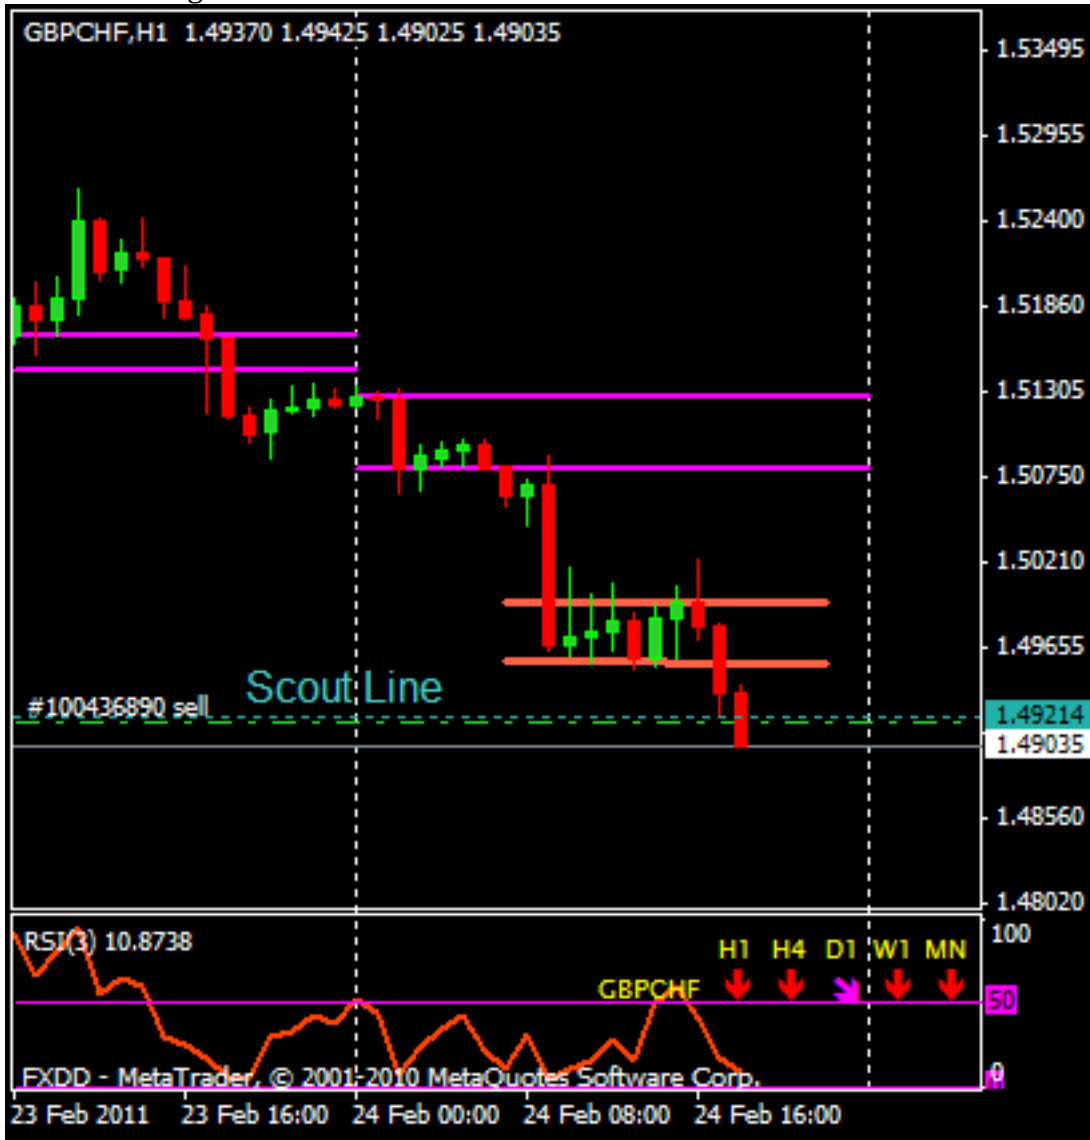 GBPCHF,H1 1.49370 1.49425 1.49025 1.49035
1.53495
1.52955
1.52400
1.51860
1.51305
1.50750
1.50210
1.49655
Scout Line
#100436890 sell
1.49214
1.49035
1.48560
1.48020
RSI(3) 10.8738
100
H1 H4 D1 W1 MN
GBPCHF
50
0
FXDD - MetaTrader, © 2001-2010 MetaQuotes Software Corp.
23 Feb 2011 23 Feb 16:00 24 Feb 00:00 24 Feb 08:00 24 Feb 16:00